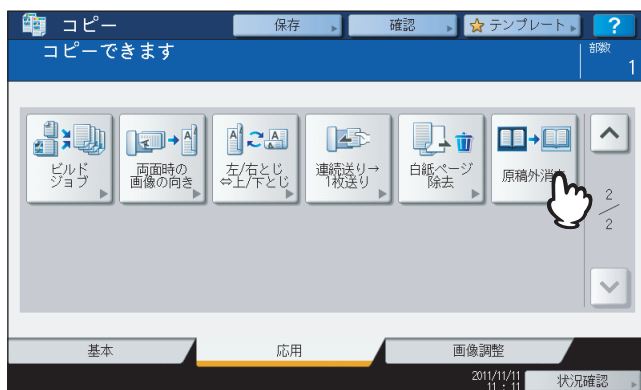 コピー
保存
確認
テンプレート
?
コピーできます
部数
1
ビルド
ジョブ
両面時の
画像の向き
左/右とじ
⇔上/下とじ
連続送り→
1枚送り
白紙ページ
除去
原稿外消去
2
2
基本
応用
画像調整
2011/11/11
11 : 11
状況確認